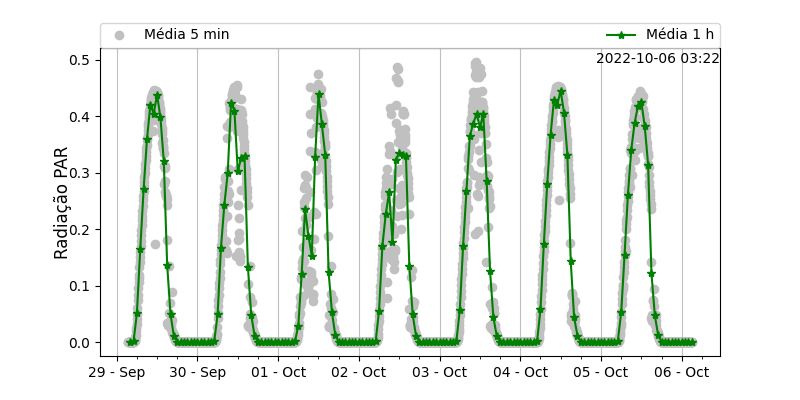 Média 5 min
Média 1 h
2022-10-06 03:22
Radiação PAR
0.5
0.4
0.3
0.2
0.1
0.0
29 - Sep
30 - Sep
01 - Oct
02 - Oct
03 - Oct
04 - Oct
05 - Oct
06 - Oct